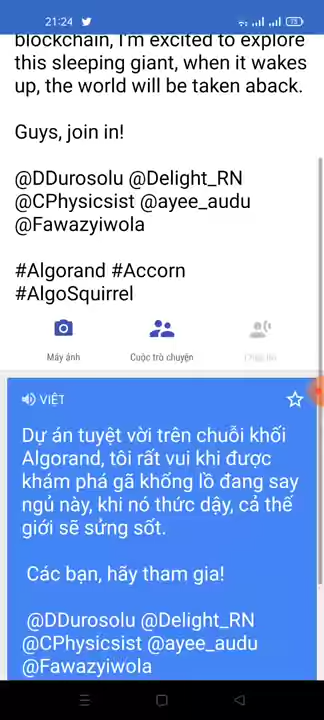 21:24
blockchain, I'm excited to explore
this sleeping giant, when it wakes
up, the world will be taken aback.
Guys, join in!
@DDurosolu @Delight_RN
@CPhysicsist @ayee_audu
@Fawazyiwola
#Algorand #Accorn
#AlgoSquirrel
Máy ảnh
Cuộc trò chuyện
VIỆT
Dự án tuyệt vời trên chuỗi khối
Algorand, tôi rất vui khi được
khám phá gã khổng lồ đang say
ngủ này, khi nó thức dậy, cả thế
giới sẽ sửng sốt.
Các bạn, hãy tham gia!
@DDurosolu @Delight_RN
@CPhysicsist @ayee_audu
@Fawazyiwola